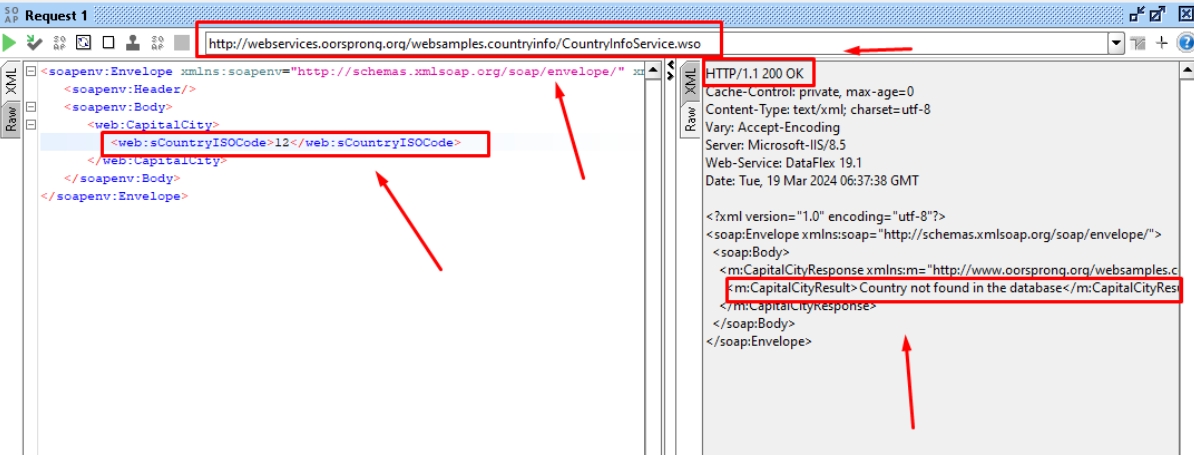 SOAP Request 1
http://webservices.oorsprong.org/websamples.countryinfo/CountryInfoService.wso
XML
Raw
<soapenv:Envelope xmlns:soapenv="http://schemas.xmlsoap.org/soap/envelope/"
<soapenv:Header/>
<soapenv:Body>
<web:CapitalCity>
<web:sCountryISOCode>12</web:sCountryISOCode>
</web:CapitalCity>
</soapenv:Body>
</soapenv:Envelope>
XML
Raw
HTTP/1.1 200 OK
Cache-Control: private, max-age=0
Content-Type: text/xml; charset=utf-8
Vary: Accept-Encoding
Server: Microsoft-IIS/8.5
Web-Service: DataFlex 19.1
Date: Tue, 19 Mar 2024 06:37:38 GMT
<?xml version="1.0" encoding="utf-8"?>
<soap:Envelope xmlns:soap="http://schemas.xmlsoap.org/soap/envelope/">
<soap:Body>
<m:CapitalCityResponse xmlns:m="http://www.oorsprong.org/websamples.c
<m:CapitalCityResult>Country not found in the database</m:CapitalCityRes
</m:CapitalCityResponse>
</soap:Body>
</soap:Envelope>